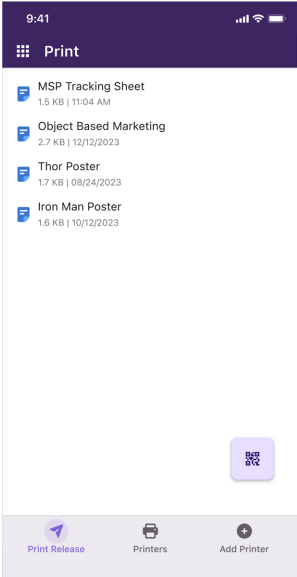 9:41
Print
MSP Tracking Sheet
1.5 KB | 11:04 AM
Object Based Marketing
2.7 KB | 12/12/2023
Thor Poster
1.7 KB | 08/24/2023
Iron Man Poster
1.6 KB | 10/12/2023
Print Release
Printers
Add Printer